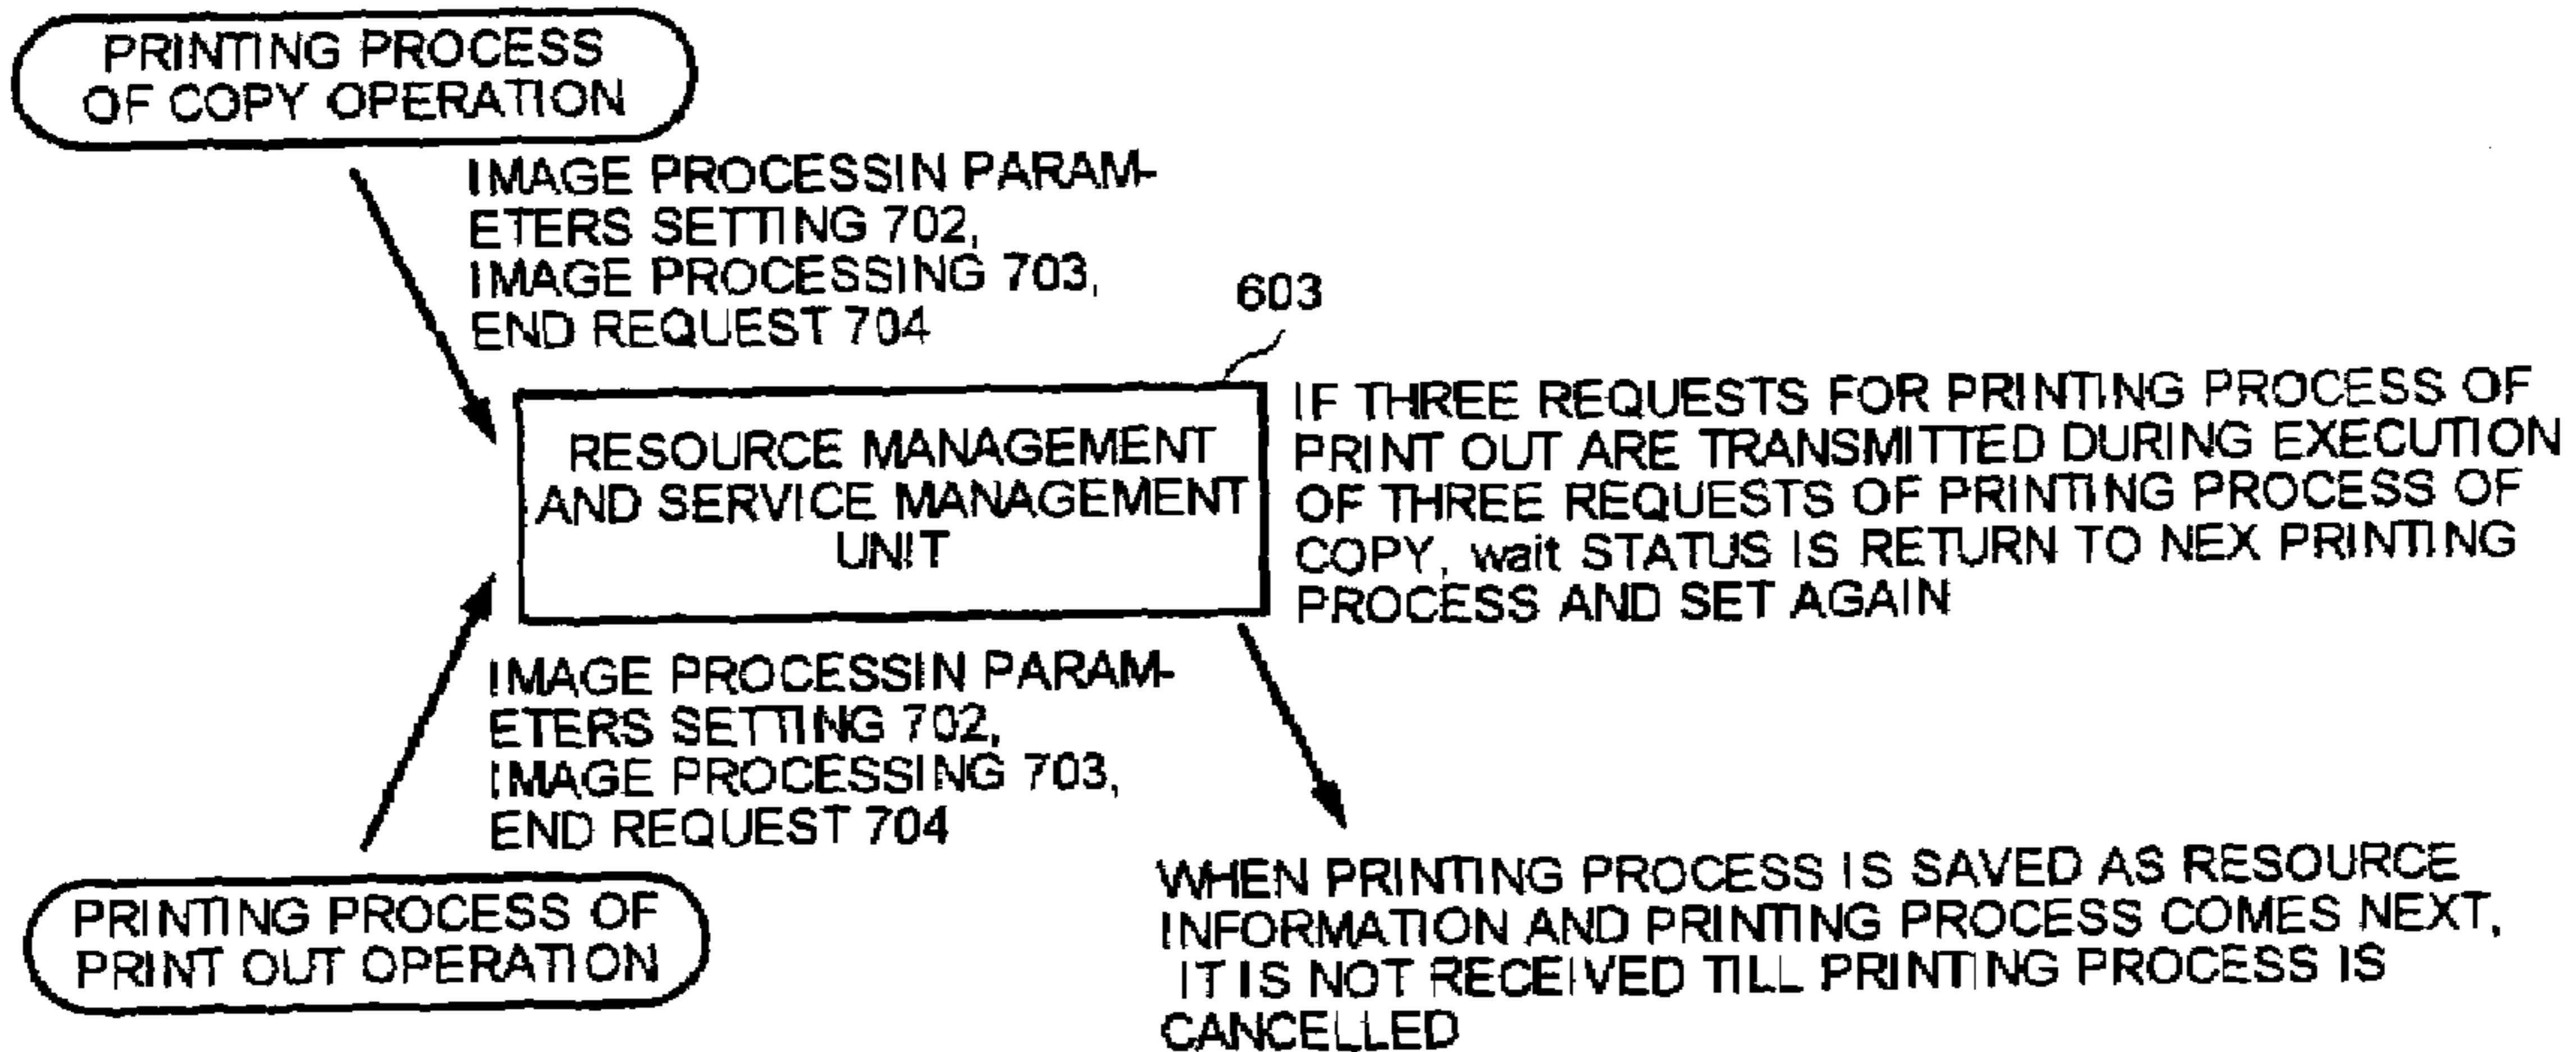 PRINTING PROCESS
OF COPY OPERATION
IMAGE PROCESSIN PARAM-
ETERS SETTING 702,
IMAGE PROCESSING 703,
END REQUEST 704
603
RESOURCE MANAGEMENT
AND SERVICE MANAGEMENT
UNIT
IF THREE REQUESTS FOR PRINTING PROCESS OF
PRINT OUT ARE TRANSMITTED DURING EXECUTION
OF THREE REQUESTS OF PRINTING PROCESS OF
COPY, wait STATUS IS RETURN TO NEX PRINTING
PROCESS AND SET AGAIN
IMAGE PROCESSIN PARAM-
ETERS SETTING 702,
IMAGE PROCESSING 703,
END REQUEST 704
PRINTING PROCESS OF
PRINT OUT OPERATION
WHEN PRINTING PROCESS IS SAVED AS RESOURCE
INFORMATION AND PRINTING PROCESS COMES NEXT,
IT IS NOT RECEIVED TILL PRINTING PROCESS IS
CANCELLED